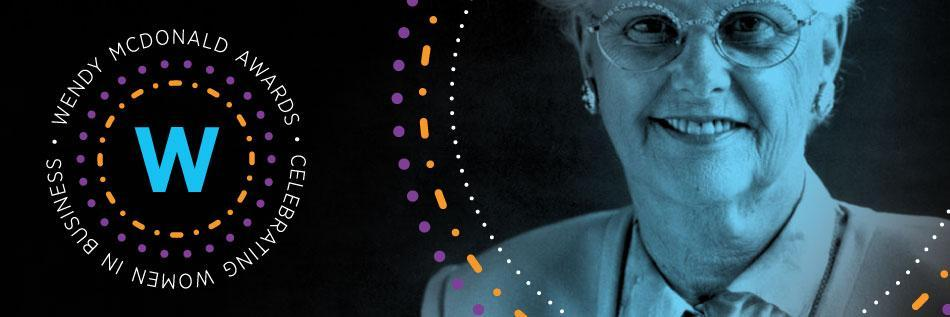 WENDY MCDONALD AWARDS • CELEBRATING WOMEN IN BUSINESS •
W